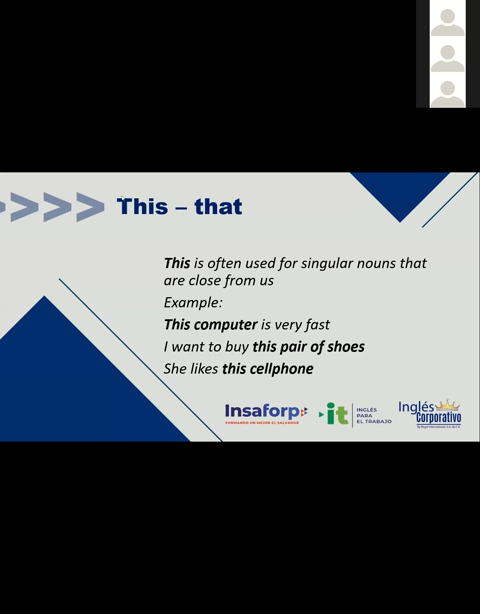 >>>> This – that
This is often used for singular nouns that
are close from us
Example:
This computer is very fast
I want to buy this pair of shoes
She likes this cellphone
Insaforp
FORMANDO UN MEJOR EL SALVADOR
it
INGLÉS
PARA
EL TRABAJO
Inglés
Corporativo